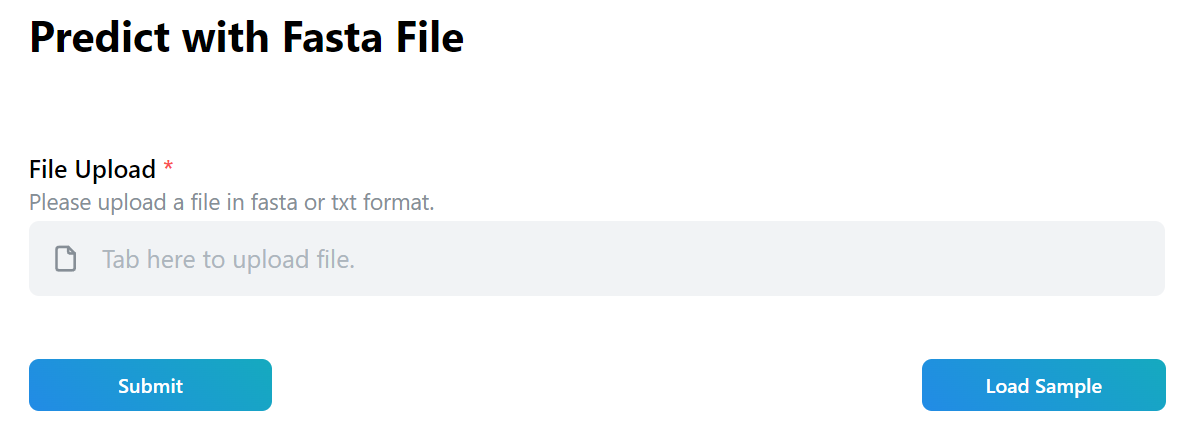 Predict with Fasta File
File Upload *
Please upload a file in fasta or txt format.
Tab here to upload file.
Submit
Load Sample